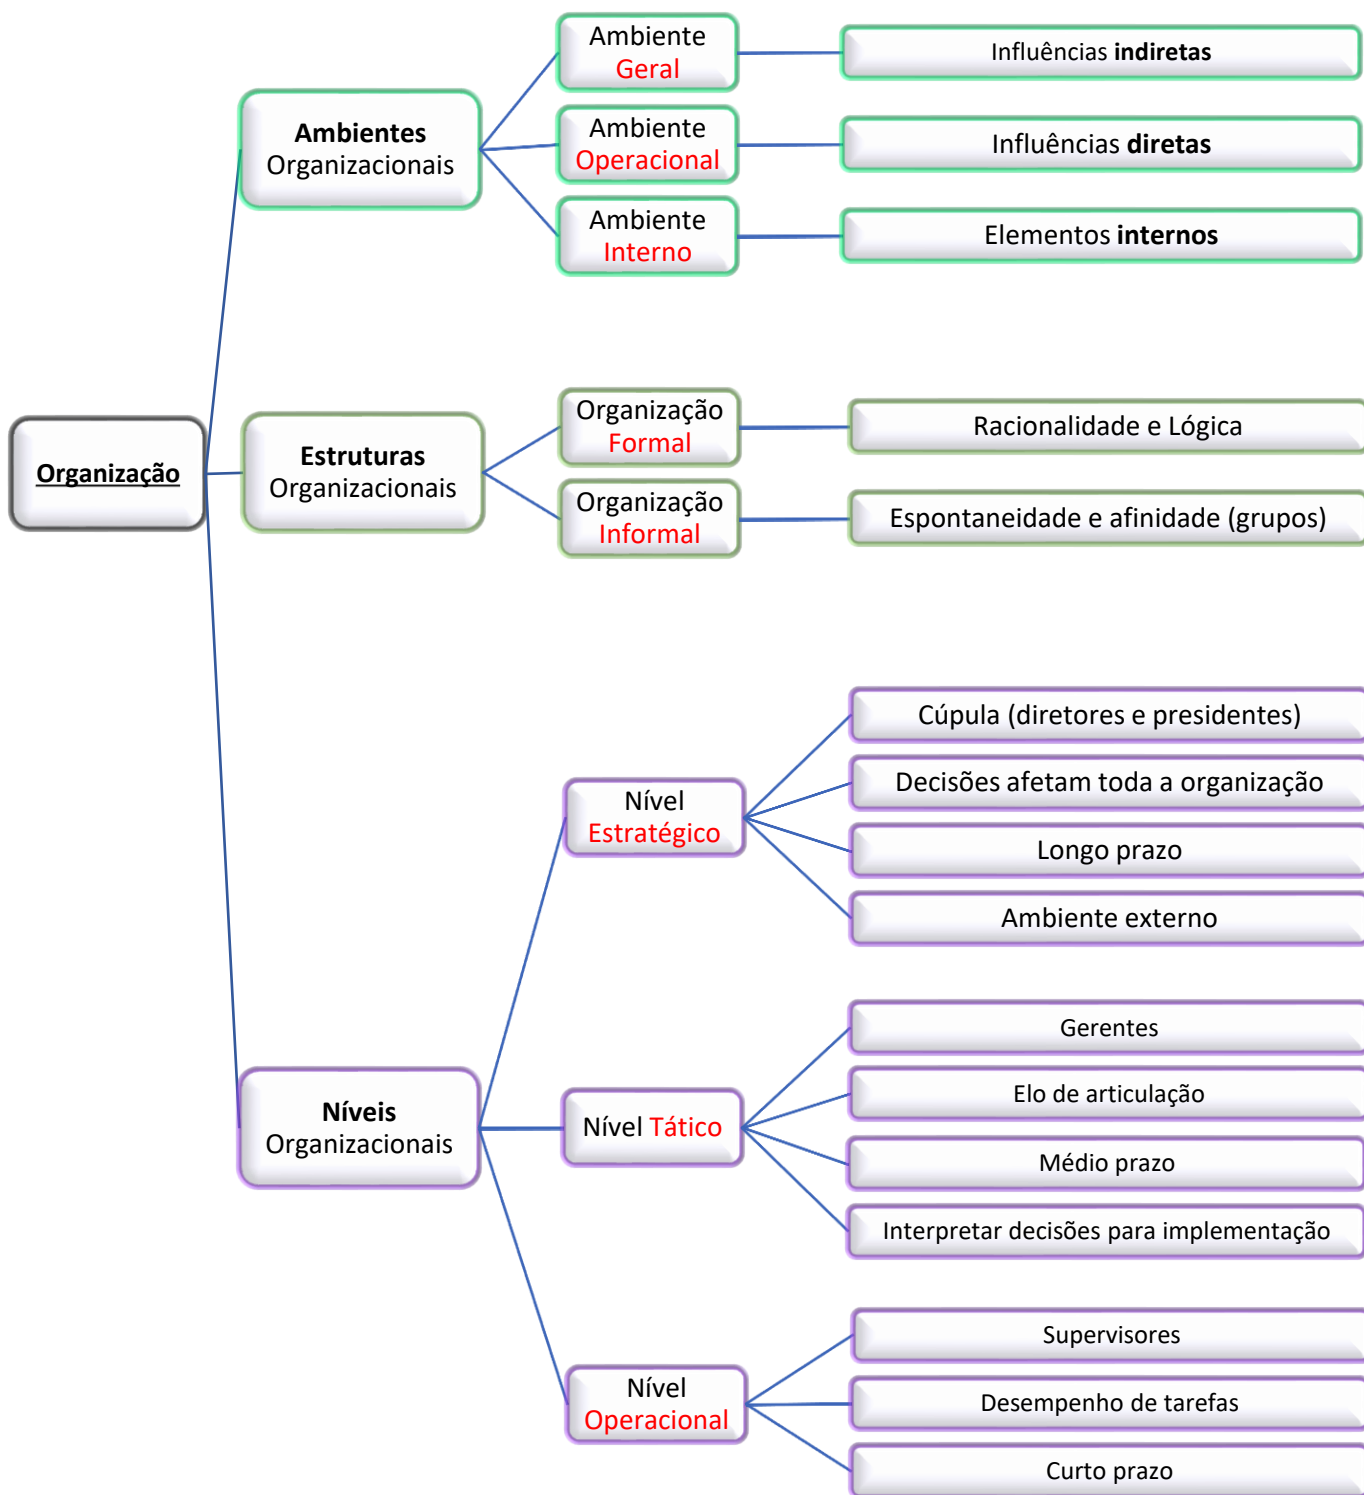 Organização
Ambientes
Organizacionais
Ambiente
Geral
Influências indiretas
Ambiente
Operacional
Influências diretas
Ambiente
Interno
Elementos internos
Estruturas
Organizacionais
Organização
Formal
Racionalidade e Lógica
Organização
Informal
Espontaneidade e afinidade (grupos)
Níveis
Organizacionais
Nível
Estratégico
Cúpula (diretores e presidentes)
Decisões afetam toda a organização
Longo prazo
Ambiente externo
Nível Tático
Gerentes
Elo de articulação
Médio prazo
Interpretar decisões para implementação
Nível
Operacional
Supervisores
Desempenho de tarefas
Curto prazo